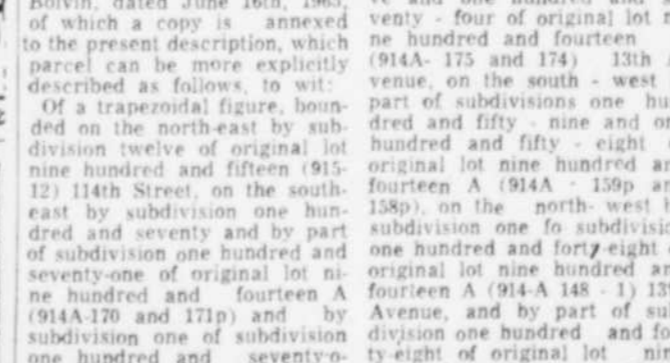 Boivin, dated June 16th, 1965,
of which a copy is annexed
to the present description, which
parcel can be more explicitly
described as follows, to wit:
Of a trapezoidal figure, boun-
ded on the north-east by sub-
division twelve of original lot
nine hundred and fifteen (915-
12) 114th Street, on the south-
east by subdivision one hun-
dred and seventy and by part
of subdivision one hundred and
seventy-one of original lot ni-
ne hundred and fourteen A
(914A-170 and 171p) and by
subdivision one of subdivision
one hundred and seventy-o-
venty - four of original lot
ne hundred and fourteen
(914A- 175 and 174) 13th
venue, on the south - west
part of subdivisions one hu
dred and fifty - nine and or
hundred and fifty - eight
original lot nine hundred an
fourteen A (914A - 159p a
158p), on the north- west
subdivision one fo subdivisio
one hundred and forty-eight
original lot nine hundred an
fourteen A (914-A 148 - 1) 13
Avenue, and by part of su
division one hundred and fo
ty-eight of original lot nin